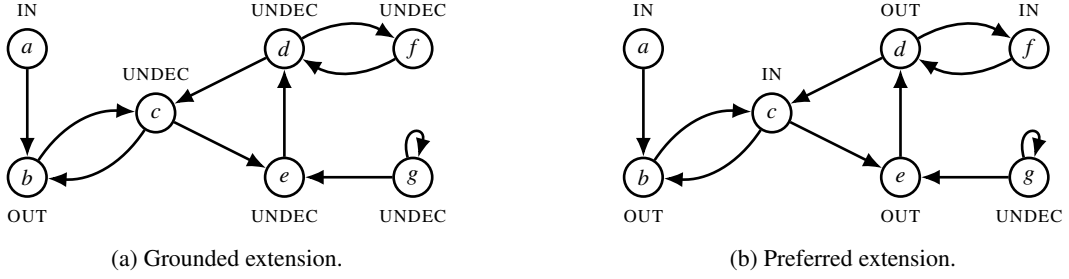 IN UNDEC UNDEC IN OUT IN
a d f a d f
UNDEC IN
c c
b e g b e g
OUT UNDEC UNDEC OUT OUT UNDEC
(a) Grounded extension. (b) Preferred extension.